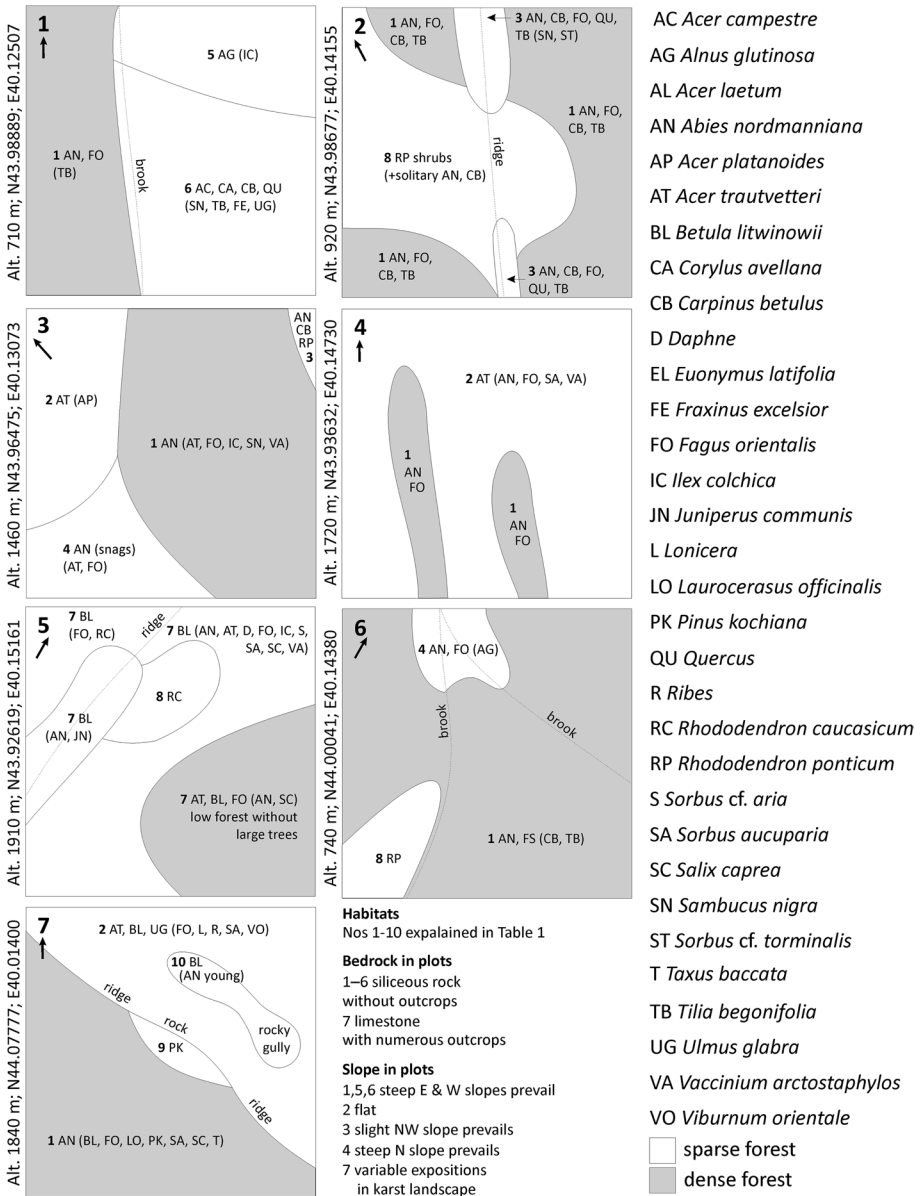 1
Alt. 710 m; N43.98889; E40.12507
5 AG (IC)
1 AN, FO
(TB)
brook
6 AC, CA, CB, QU
(SN, TB, FE, UG)
2
Alt. 920 m; N43.98677; E40.14155
1 AN, FO,
CB, TB
3 AN, CB, FO, QU,
TB (SN, ST)
1 AN, FO,
CB, TB
ridge
8 RP shrubs
(+solitary AN, CB)
1 AN, FO,
CB, TB
3 AN, CB, FO,
QU, TB
3
Alt. 1460 m; N43.96475; E40.13073
AN
CB
RP
3
2 AT (AP)
1 AN (AT, FO, IC, SN, VA)
4 AN (snags)
(AT, FO)
4
Alt. 1720 m; N43.93632; E40.14730
2 AT (AN, FO, SA, VA)
1
AN
FO
1
AN
FO
5
Alt. 1910 m; N43.92619; E40.15161
7 BL
(FO, RC)
ridge
7 BL (AN, AT, D, FO, IC, S,
SA, SC, VA)
8 RC
7 BL
(AN, JN)
7 AT, BL, FO (AN, SC)
low forest without
large trees
6
Alt. 740 m; N44.00041; E40.14380
4 AN, FO (AG)
brook
brook
1 AN, FS (CB, TB)
8 RP
7
Alt. 1840 m; N44.07777; E40.01400
2 AT, BL, UG (FO, L, R, SA, VO)
10 BL
(AN young)
ridge
rock
rocky
gully
9 PK
ridge
1 AN (BL, FO, LO, PK, SA, SC, T)
Habitats
Nos 1-10 expalained in Table 1
Bedrock in plots
1–6 siliceous rock
without outcrops
7 limestone
with numerous outcrops
Slope in plots
1,5,6 steep E & W slopes prevail
2 flat
3 slight NW slope prevails
4 steep N slope prevails
7 variable expositions
in karst landscape
AC Acer campestre
AG Alnus glutinosa
AL Acer laetum
AN Abies nordmanniana
AP Acer platanoides
AT Acer trautvetteri
BL Betula litwinowii
CA Corylus avellana
CB Carpinus betulus
D Daphne
EL Euonymus latifolia
FE Fraxinus excelsior
FO Fagus orientalis
IC Ilex colchica
JN Juniperus communis
L Lonicera
LO Laurocerasus officinalis
PK Pinus kochiana
QU Quercus
R Ribes
RC Rhododendron caucasicum
RP Rhododendron ponticum
S Sorbus cf. aria
SA Sorbus aucuparia
SC Salix caprea
SN Sambucus nigra
ST Sorbus cf. torminalis
T Taxus baccata
TB Tilia begonifolia
UG Ulmus glabra
VA Vaccinium arctostaphylos
VO Viburnum orientale
sparse forest
dense forest